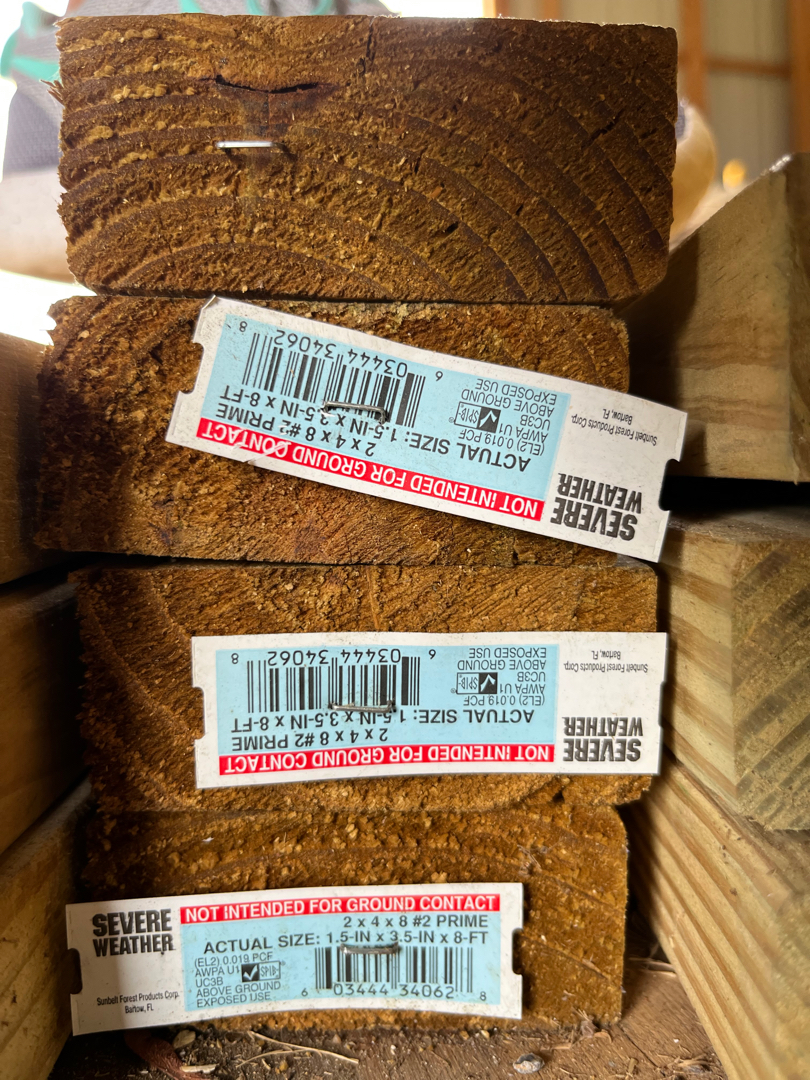 NOT INTENDED FOR GROUND CONTACT
SEVERE
WEATHER
2 x 4 x 8 #2 PRIME
ACTUAL SIZE: 1.5-IN x 3.5-IN x 8-FT
(EL2) 0.019 PCF
AWPA U1
UC3B
ABOVE GROUND
EXPOSED USE
SPIB®
6 03444 34062 8
Sunbelt Forest Products Corp.
Bartow, FL
NOT INTENDED FOR GROUND CONTACT
SEVERE
WEATHER
2 x 4 x 8 #2 PRIME
ACTUAL SIZE: 1.5-IN x 3.5-IN x 8-FT
(EL2) 0.019 PCF
AWPA U1
UC3B
ABOVE GROUND
EXPOSED USE
SPIB®
6 03444 34062 8
Sunbelt Forest Products Corp.
Bartow, FL
NOT INTENDED FOR GROUND CONTACT
SEVERE
WEATHER
2 x 4 x 8 #2 PRIME
ACTUAL SIZE: 1.5-IN x 3.5-IN x 8-FT
(EL2) 0.019 PCF
AWPA U1
UC3B
ABOVE GROUND
EXPOSED USE
SPIB®
6 03444 34062 8
Sunbelt Forest Products Corp.
Bartow, FL